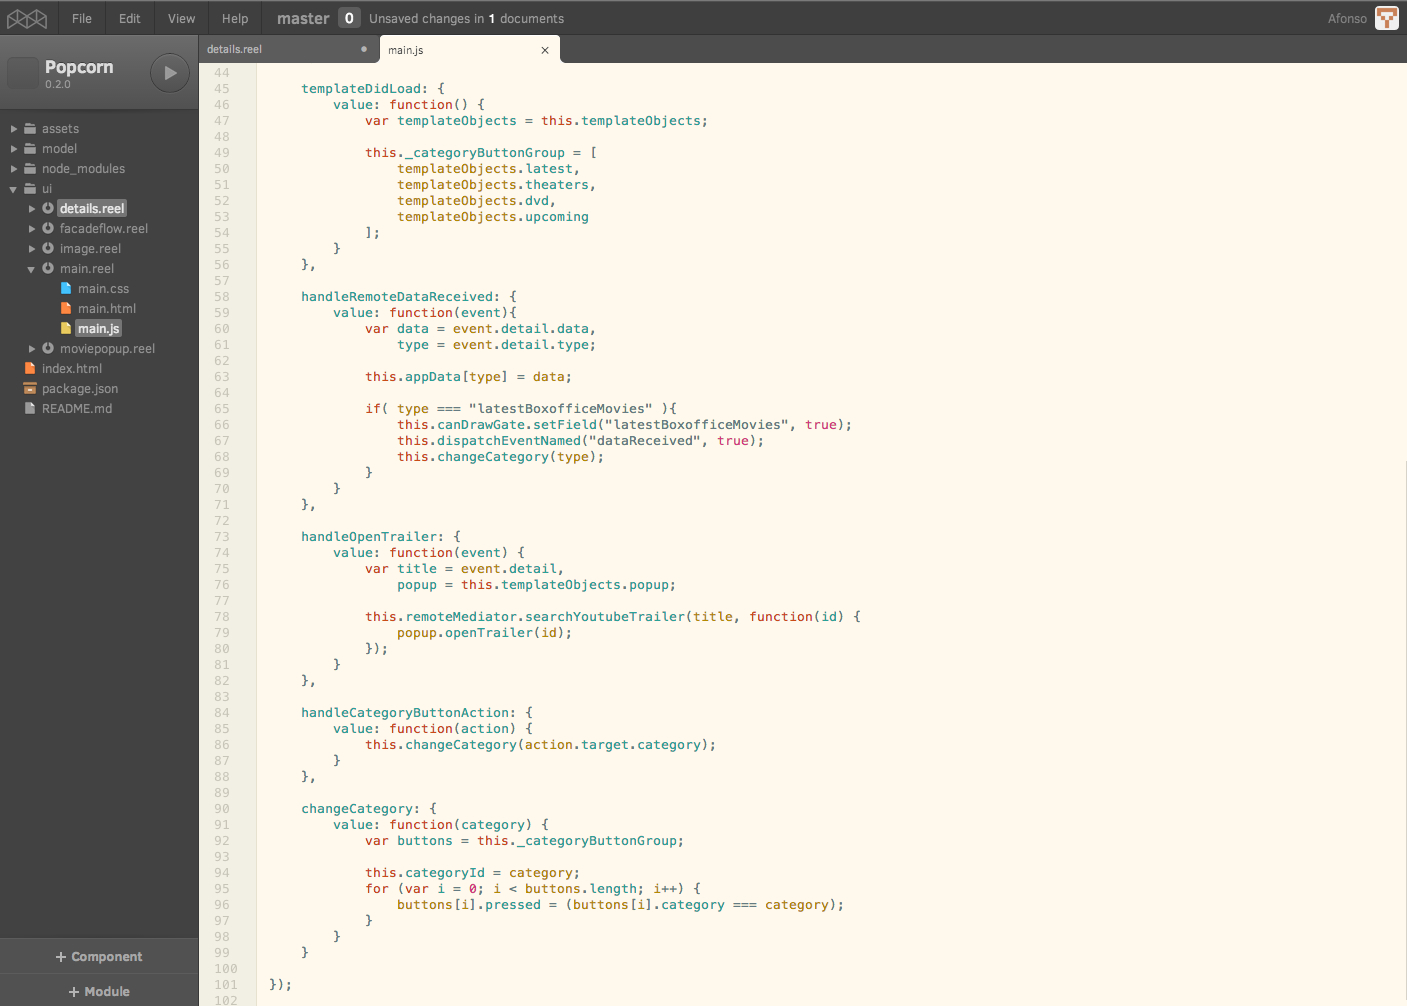 File Edit View Help master 0 Unsaved changes in 1 documents Afonso
Popcorn
0.2.0
assets
model
node_modules
ui
details.reel
facadeflow.reel
image.reel
main.reel
main.css
main.html
main.js
moviepopup.reel
index.html
package.json
README.md
+ Component
+ Module
details.reel main.js
44
45 templateDidLoad: {
46 value: function() {
47 var templateObjects = this.templateObjects;
48
49 this._categoryButtonGroup = [
50 templateObjects.latest,
51 templateObjects.theaters,
52 templateObjects.dvd,
53 templateObjects.upcoming
54 ];
55 }
56 },
57
58 handleRemoteDataReceived: {
59 value: function(event){
60 var data = event.detail.data,
61 type = event.detail.type;
62
63 this.appData[type] = data;
64
65 if( type === "latestBoxofficeMovies" ){
66 this.canDrawGate.setField("latestBoxofficeMovies", true);
67 this.dispatchEventNamed("dataReceived", true);
68 this.changeCategory(type);
69 }
70 }
71 },
72
73 handleOpenTrailer: {
74 value: function(event) {
75 var title = event.detail,
76 popup = this.templateObjects.popup;
77
78 this.remoteMediator.searchYoutubeTrailer(title, function(id) {
79 popup.openTrailer(id);
80 });
81 }
82 },
83
84 handleCategoryButtonAction: {
85 value: function(action) {
86 this.changeCategory(action.target.category);
87 }
88 },
89
90 changeCategory: {
91 value: function(category) {
92 var buttons = this._categoryButtonGroup;
93
94 this.categoryId = category;
95 for (var i = 0; i < buttons.length; i++) {
96 buttons[i].pressed = (buttons[i].category === category);
97 }
98 }
99 }
100
101 });
102